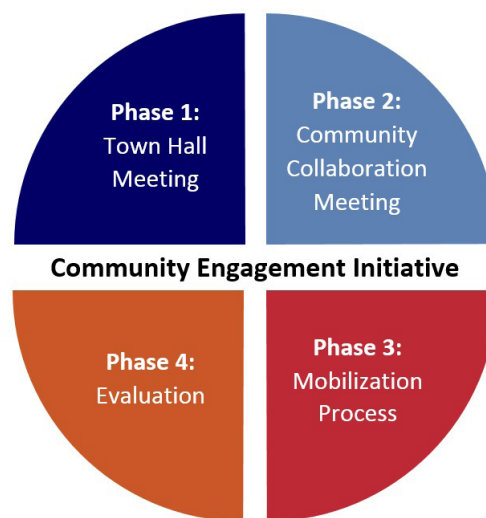 Phase 1:
Town Hall
Meeting
Phase 2:
Community
Collaboration
Meeting
Community Engagement Initiative
Phase 4:
Evaluation
Phase 3:
Mobilization
Process